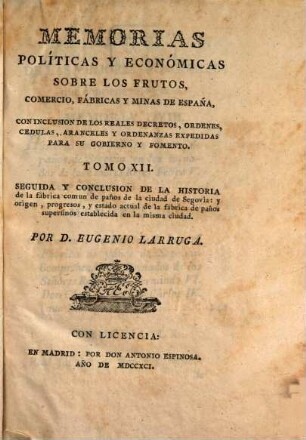 MEMORIAS
POLÍTICAS Y ECONÓMICAS
SOBRE LOS FRUTOS,
COMERCIO, FÁBRICAS Y MINAS DE ESPAÑA,
CON INCLUSION DE LOS REALES DECRETOS, ORDENES,
CEDULAS, ARANCELES Y ORDENANZAS EXPEDIDAS
PARA SU GOBIERNO Y FOMENTO.
TOMO XII.
SEGUIDA Y CONCLUSION DE LA HISTORIA
de la fábrica comun de paños de la ciudad de Segovia: y
origen, progresos, y estado actual de la fábrica de paños
superfinos establecida en la misma ciudad.
POR D. EUGENIO LARRUGA.
CON LICENCIA:
EN MADRID: POR DON ANTONIO ESPINOSA.
AÑO DE MDCCXCI.